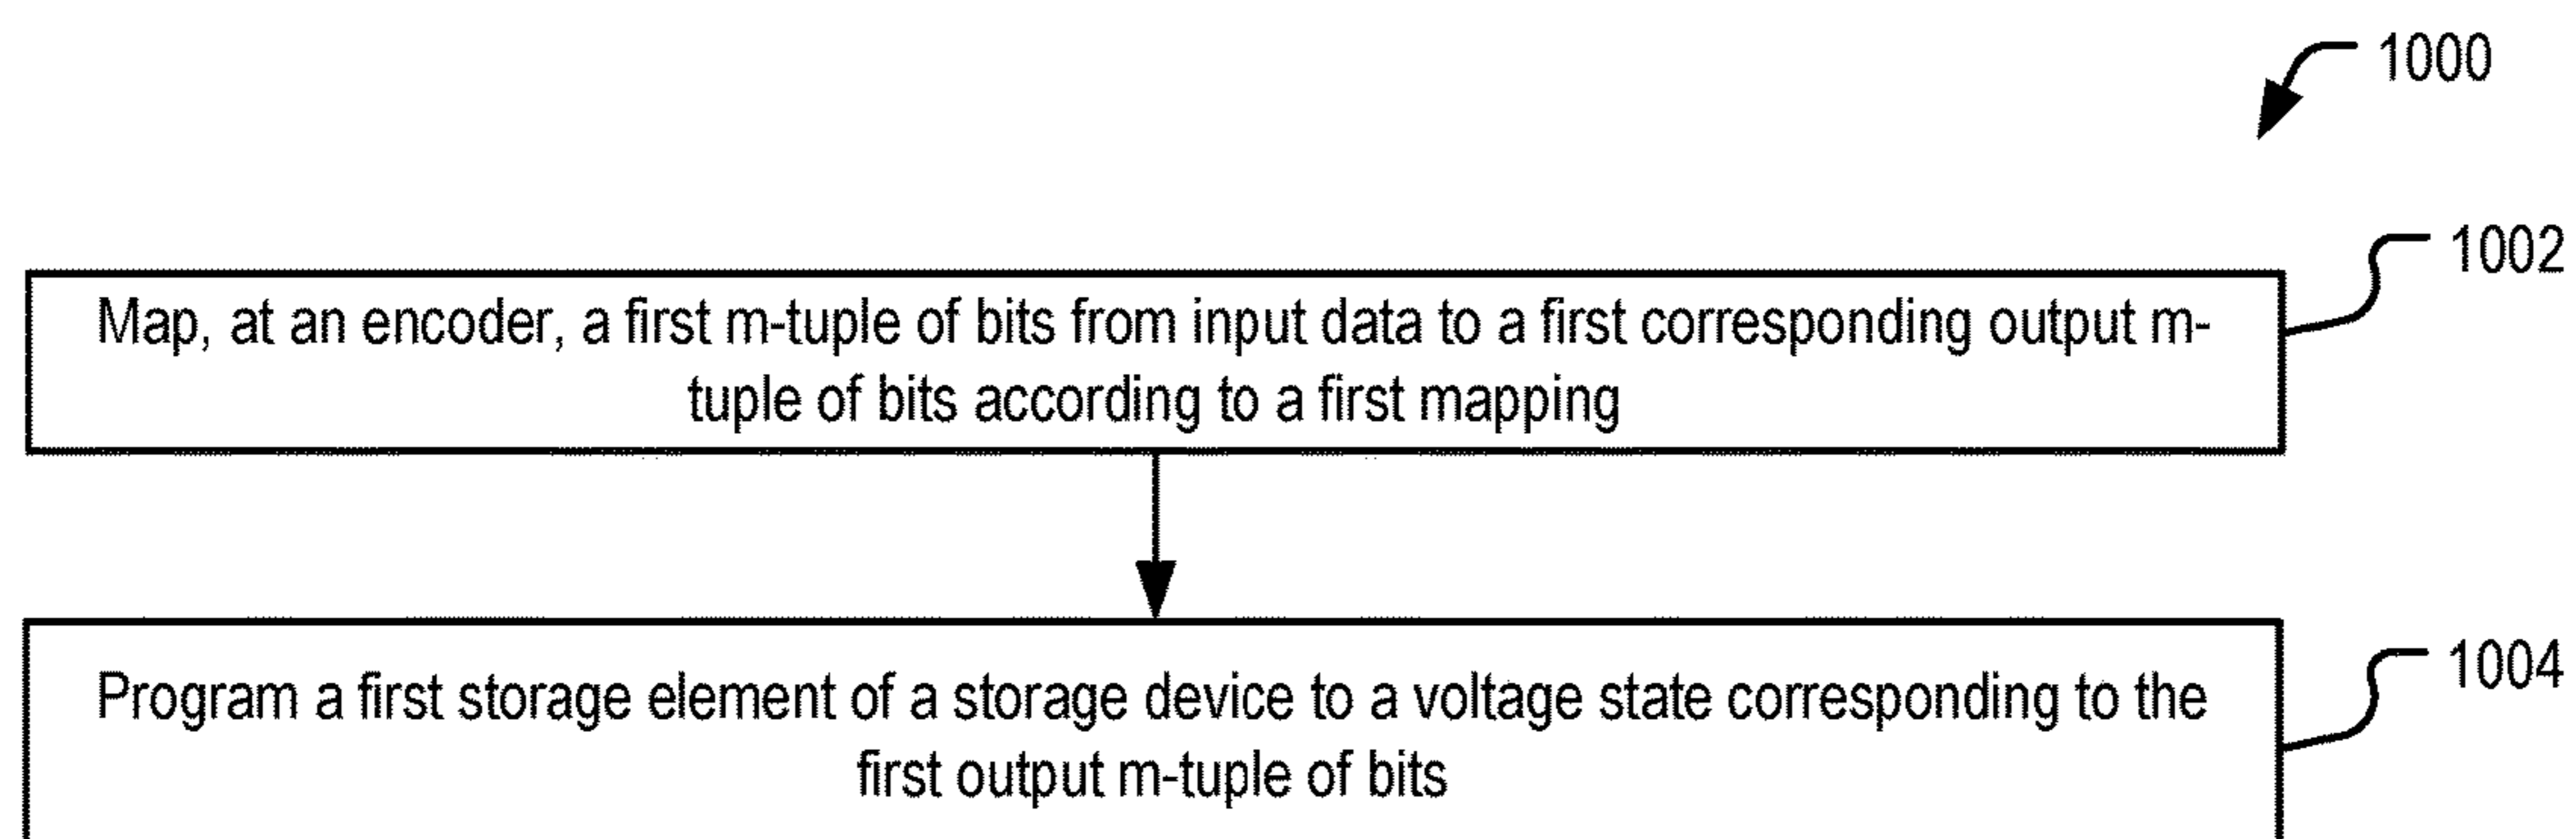 1000
1002
Map, at an encoder, a first m-tuple of bits from input data to a first corresponding output m-
tuple of bits according to a first mapping
1004
Program a first storage element of a storage device to a voltage state corresponding to the
first output m-tuple of bits